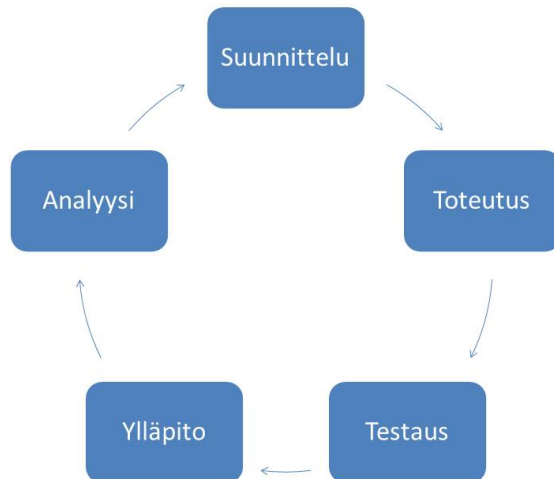 Suunnittelu
Toteutus
Testaus
Ylläpito
Analyysi